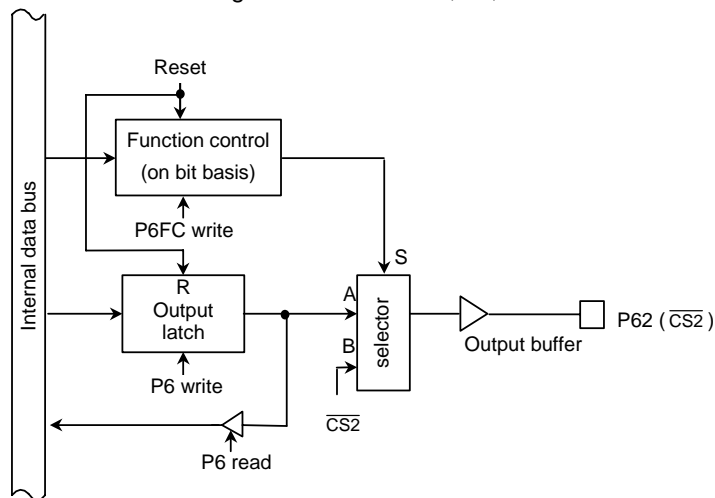 Reset
Function control
(on bit basis)
P6FC write
Internal data bus
S
R
Output
latch
A
B
selector
P6 write
CS2
Output buffer
P62 (CS2)
P6 read